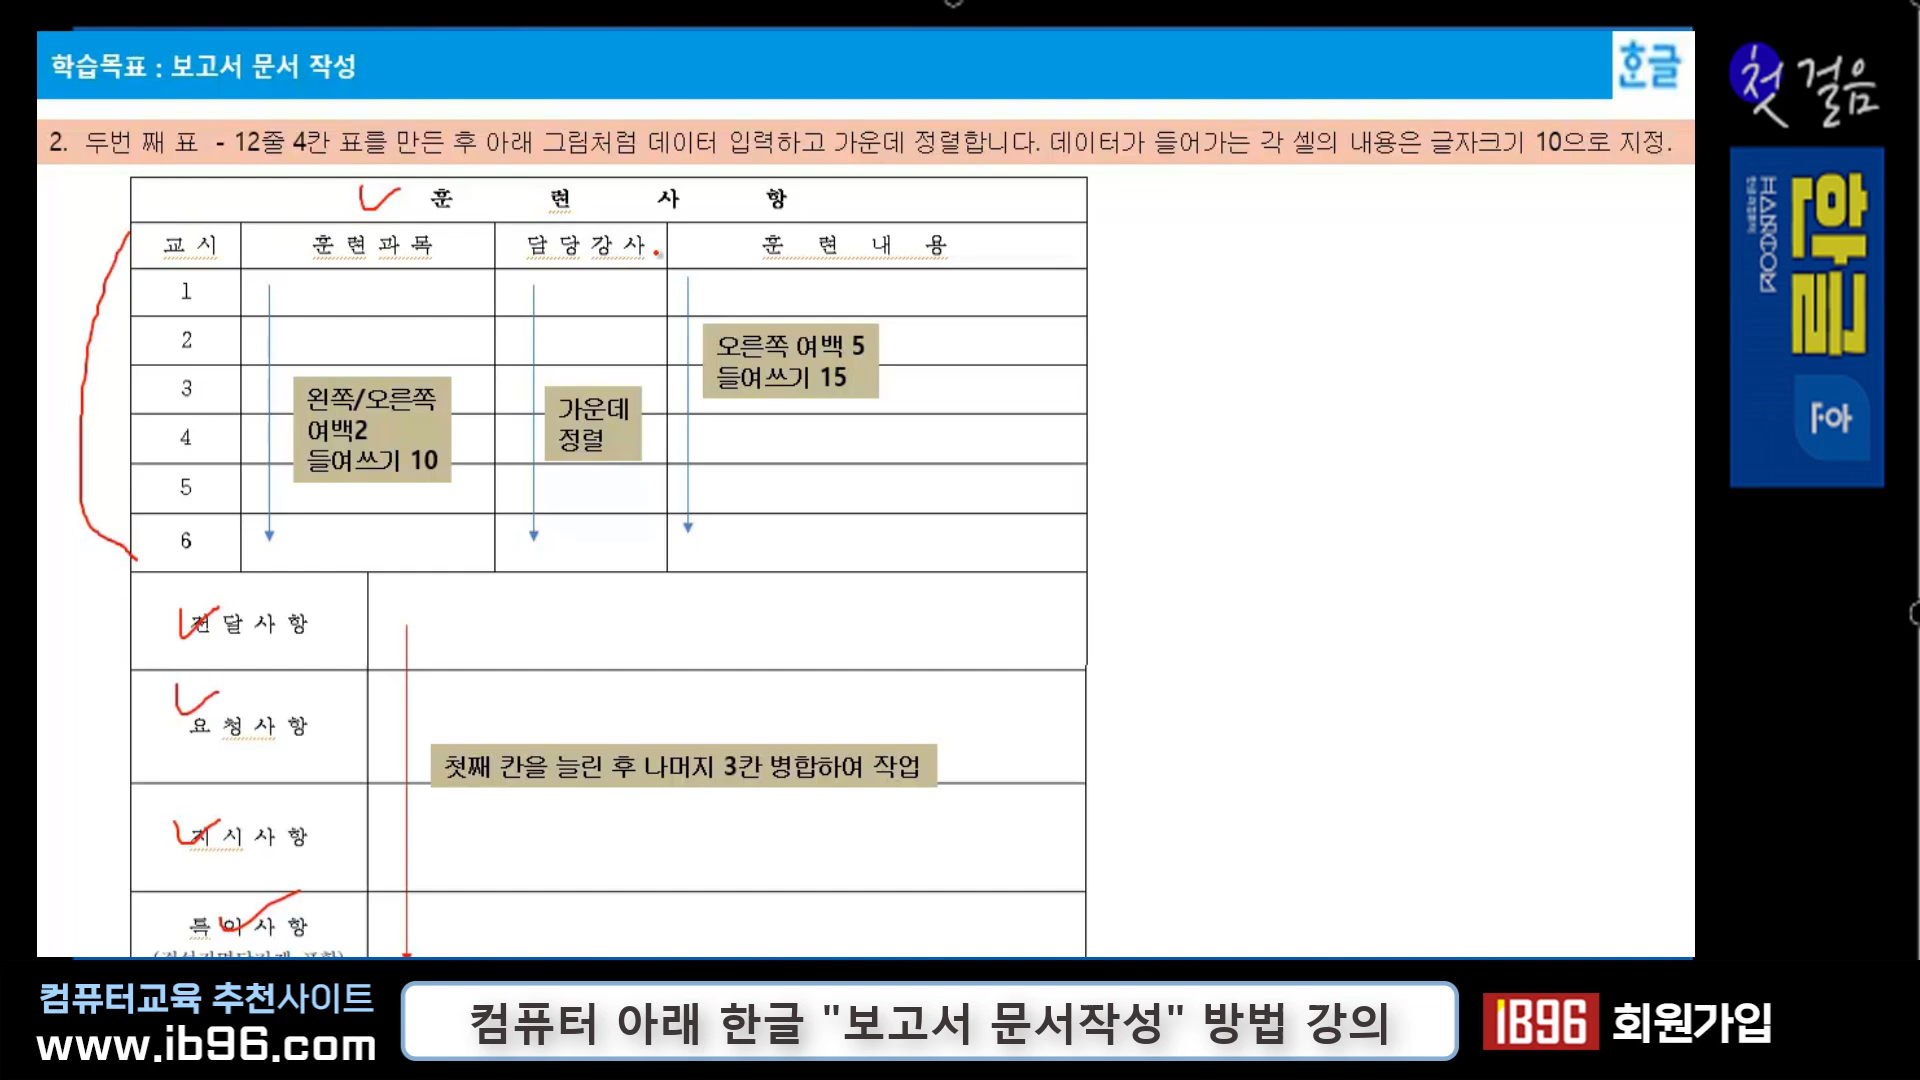 학습목표 : 보고서 문서 작성
한글
첫걸음
2. 두번 째 표 - 12줄 4칸 표를 만든 후 아래 그림처럼 데이터 입력하고 가운데 정렬합니다. 데이터가 들어가는 각 셀의 내용은 글자크기 10으로 지정.
훈 련 사 항
교 시 훈 련 과 목 담 당 강 사 훈 련 내 용
1
2
3
4
5
6
왼쪽/오른쪽
여백2
들여쓰기 10
가운데
정렬
오른쪽 여백 5
들여쓰기 15
전 달 사 항
요 청 사 항
첫째 칸을 늘린 후 나머지 3칸 병합하여 작업
지 시 사 항
특 이 사 항
한글
HANCOM
한
컴퓨터교육 추천사이트
www.ib96.com
컴퓨터 아래 한글 "보고서 문서작성" 방법 강의
IB96 회원가입